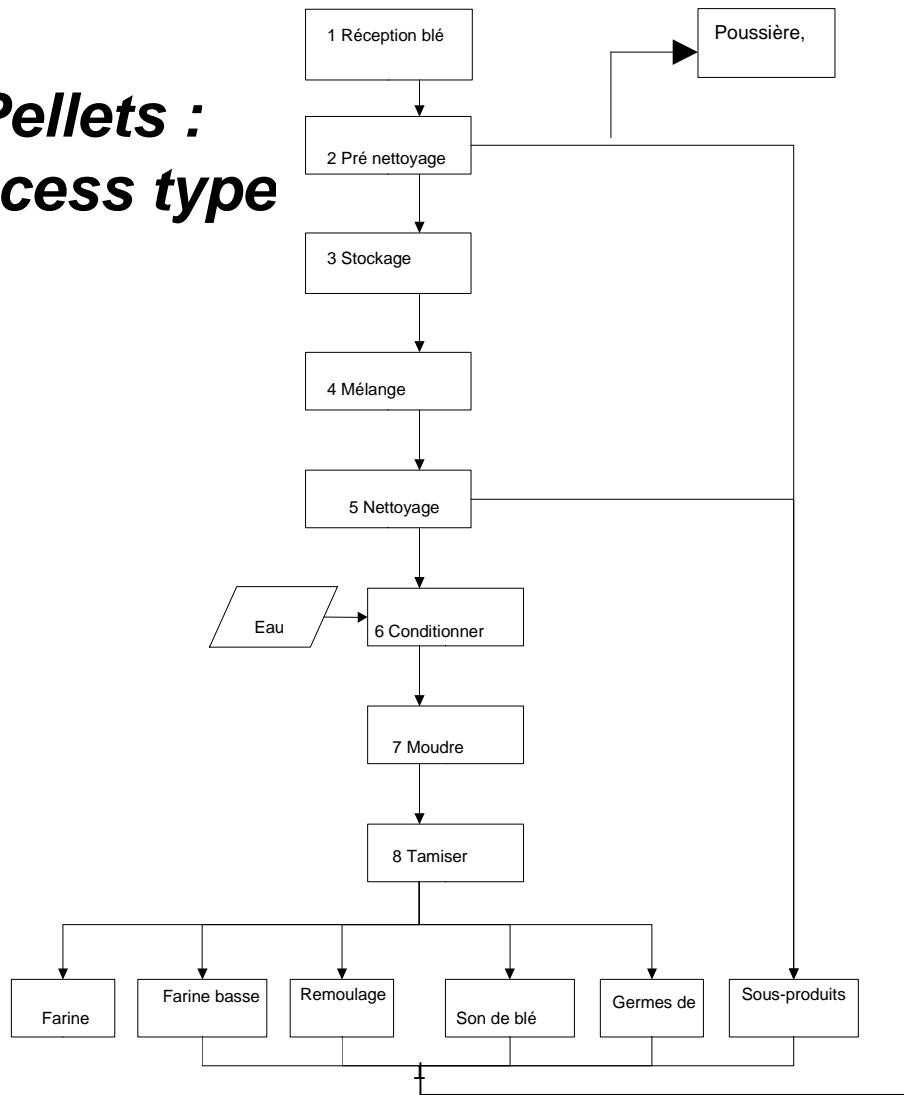 1 Réception blé
Poussière,
Pellets :
cess type
2 Pré nettoyage
3 Stockage
4 Mélange
5 Nettoyage
Eau
6 Conditionner
7 Moudre
8 Tamiser
Farine
Farine basse
Remoulage
Son de blé
Germes de
Sous-produits